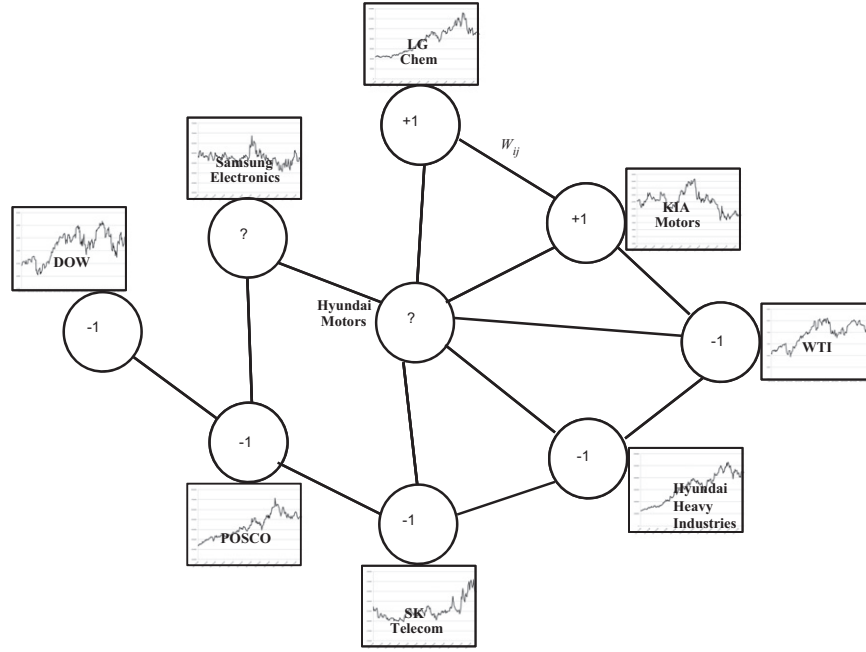 LG
Chem
+1
W_ij
Samsung
Electronics
?
KIA
Motors
+1
DOW
-1
Hyundai
Motors
?
WTI
-1
-1
-1
Hyundai
Heavy
Industries
POSCO
-1
SK
Telecom